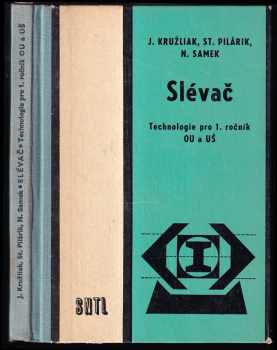 J. KRUŽLIAK, ST. PILÁRIK,
N. SAMEK
Slévač
Technologie pro 1. ročník
OU a UŠ
SNTL
J. Kružliak, St. Pilárik, N. Samek • SLÉVAČ • Technologie pro 1. ročník OU a UŠ